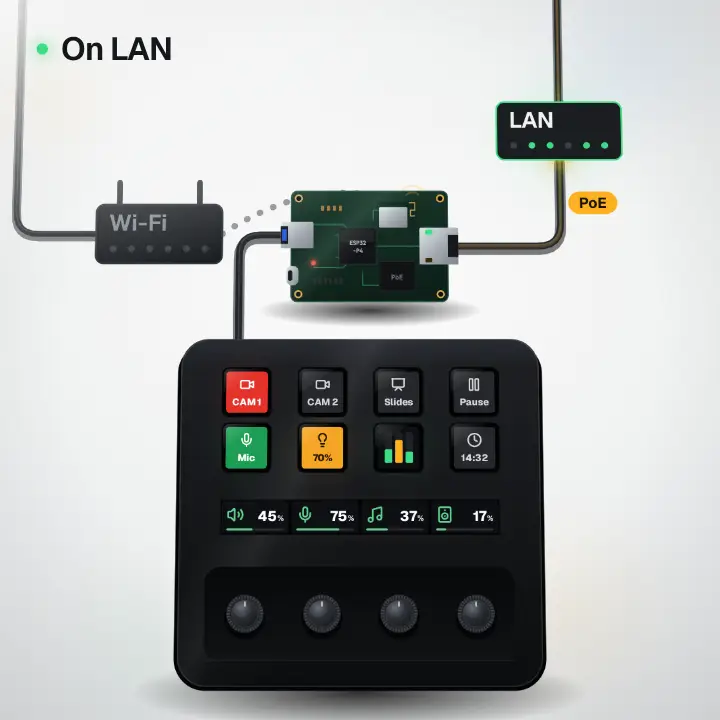 On LAN
LAN
PoE
Wi-Fi
ESP32
-P4
PoE
CAM 1
CAM 2
Slides
Pause
Mic
70%
14:32
45%
75%
37%
17%